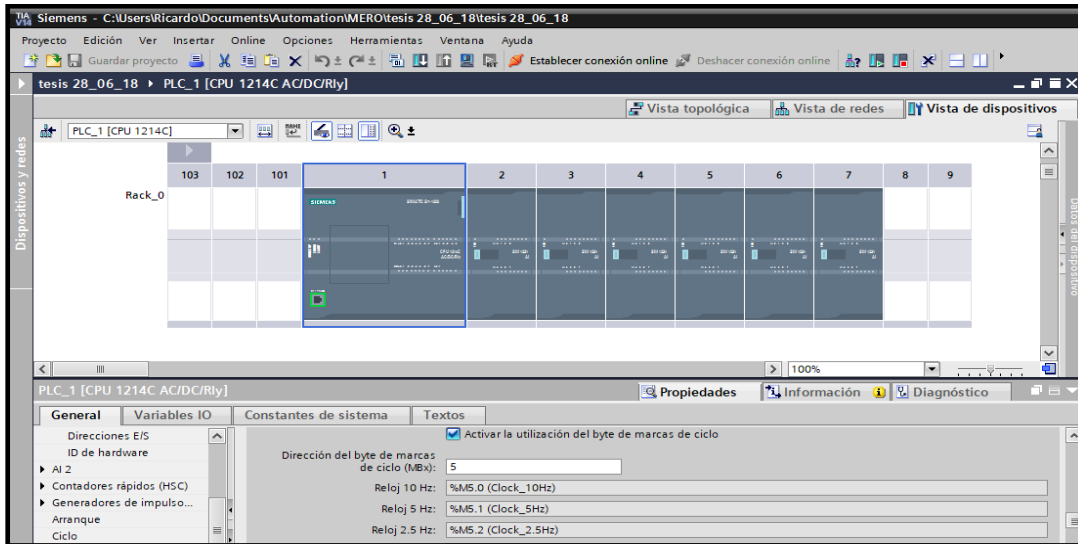 Siemens - C:\Users\Ricardo\Documents\Automation\MERO\tesis 28_06_18\tesis 28_06_18
Proyecto Edición Ver Insertar Online Opciones Herramientas Ventana Ayuda
Guardar proyecto Establecer conexión online Deshacer conexión online
tesis 28_06_18 PLC_1 [CPU 1214C AC/DC/Rly]
Vista topológica Vista de redes Vista de dispositivos
PLC_1 [CPU 1214C]
103 102 101 1 2 3 4 5 6 7 8 9
Rack_0
SIEMENS
Dispositivos y redes
Datos del dispositivo
100%
PLC_1 [CPU 1214C AC/DC/Rly]
Propiedades Información Diagnóstico
General Variables IO Constantes de sistema Textos
Direcciones E/S
Activar la utilización del byte de marcas de ciclo
ID de hardware
Dirección del byte de marcas
de ciclo (MBx): 5
AI 2
Contadores rápidos (HSC)
Reloj 10 Hz: %M5.0 (Clock_10Hz)
Generadores de impulso...
Reloj 5 Hz: %M5.1 (Clock_5Hz)
Arranque
Reloj 2.5 Hz: %M5.2 (Clock_2.5Hz)
Ciclo